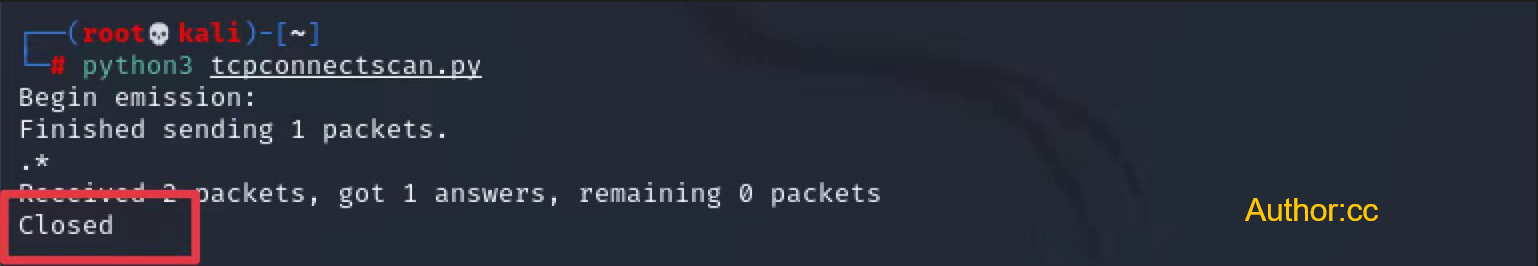 ┌──(root💀kali)-[~]
└─# python3 tcpconnectscan.py
Begin emission:
Finished sending 1 packets.
.*
Received 2 packets, got 1 answers, remaining 0 packets
Closed
Author:cc